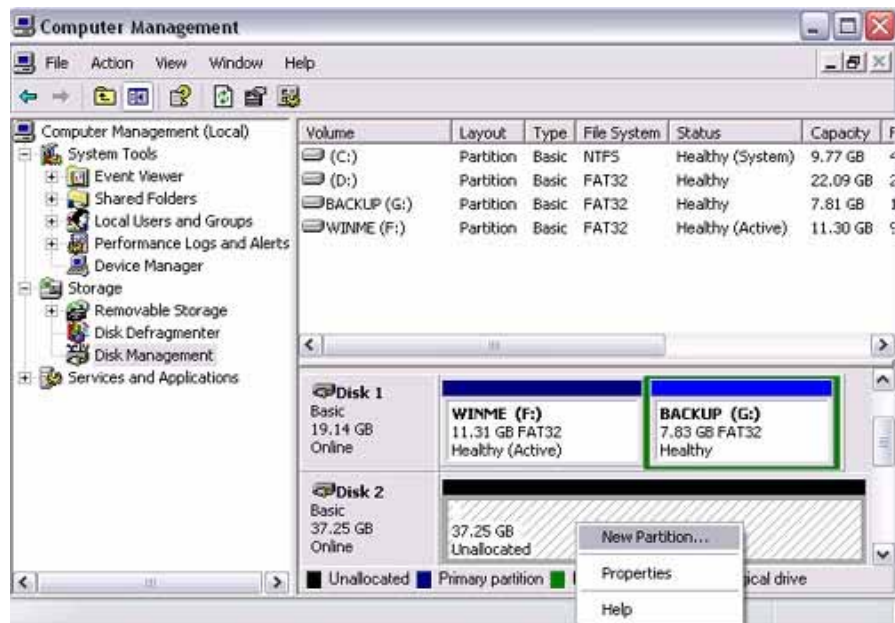 Computer Management
File Action View Window Help
Computer Management (Local)
System Tools
Event Viewer
Shared Folders
Local Users and Groups
Performance Logs and Alerts
Device Manager
Storage
Removable Storage
Disk Defragmenter
Disk Management
Services and Applications
Volume Layout Type File System Status Capacity F
(C:) Partition Basic NTFS Healthy (System) 9.77 GB
(D:) Partition Basic FAT32 Healthy 22.09 GB
BACKUP (G:) Partition Basic FAT32 Healthy 7.81 GB
WINME (F:) Partition Basic FAT32 Healthy (Active) 11.30 GB
Disk 1
Basic
19.14 GB
Online
WINME (F:)
11.31 GB FAT32
Healthy (Active)
BACKUP (G:)
7.83 GB FAT32
Healthy
Disk 2
Basic
37.25 GB
Online
37.25 GB
Unallocated
New Partition...
Properties
Help
Unallocated Primary partition ical drive